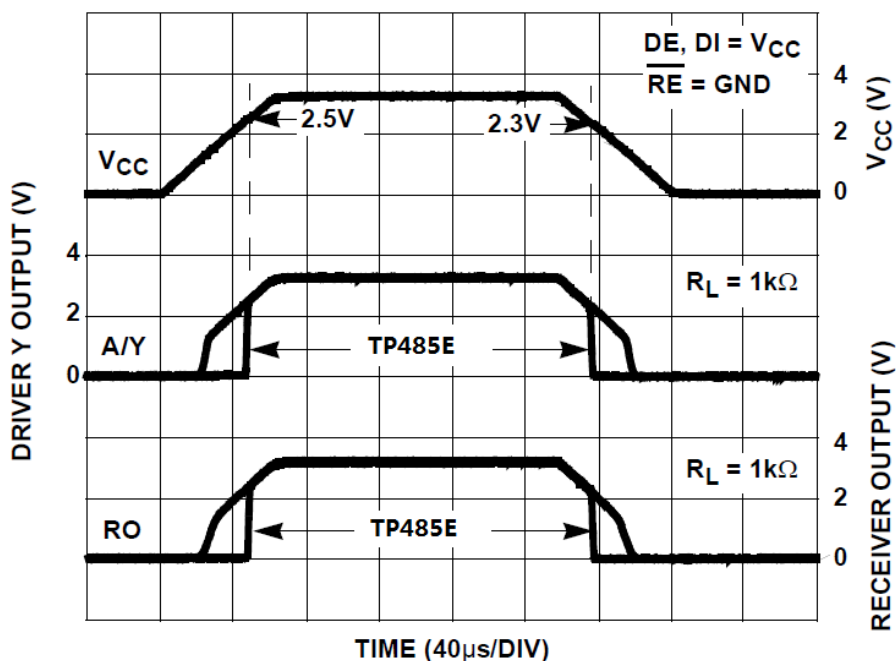 DE, DI = VCC
RE = GND
4
2.5V
2.3V
2
VCC
0
VCC (V)
DRIVER Y OUTPUT (V)
4
RL = 1kΩ
2
A/Y
TP485E
0
4
RL = 1kΩ
2
RO
TP485E
0
RECEIVER OUTPUT (V)
TIME (40μs/DIV)